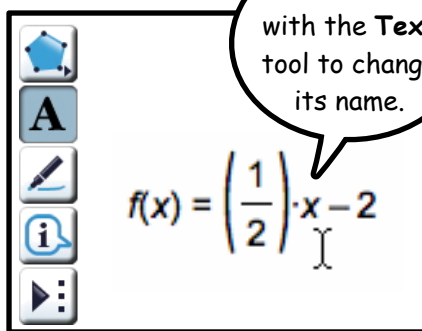 with the Tex
tool to chang
its name.
A
f(x) = (1/2)·x – 2
i